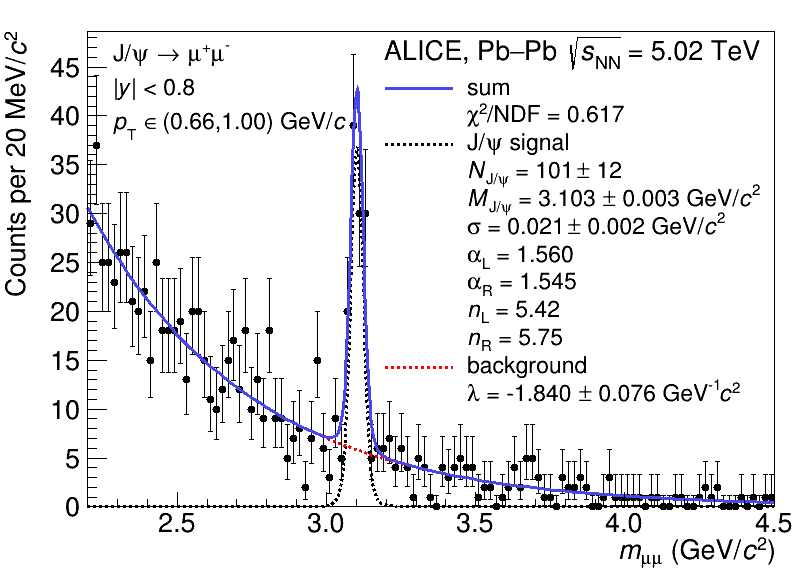 Counts per 20 MeV/c²
45
40
35
30
25
20
15
10
5
0
J/ψ → μ⁺μ⁻
|y| < 0.8
p_T ∈ (0.66,1.00) GeV/c
ALICE, Pb–Pb √s_NN = 5.02 TeV
sum
χ²/NDF = 0.617
J/ψ signal
N_J/ψ = 101 ± 12
M_J/ψ = 3.103 ± 0.003 GeV/c²
σ = 0.021 ± 0.002 GeV/c²
α_L = 1.560
α_R = 1.545
n_L = 5.42
n_R = 5.75
background
λ = -1.840 ± 0.076 GeV⁻¹c²
2.5 3.0 3.5 4.0 4.5
m_μμ (GeV/c²)